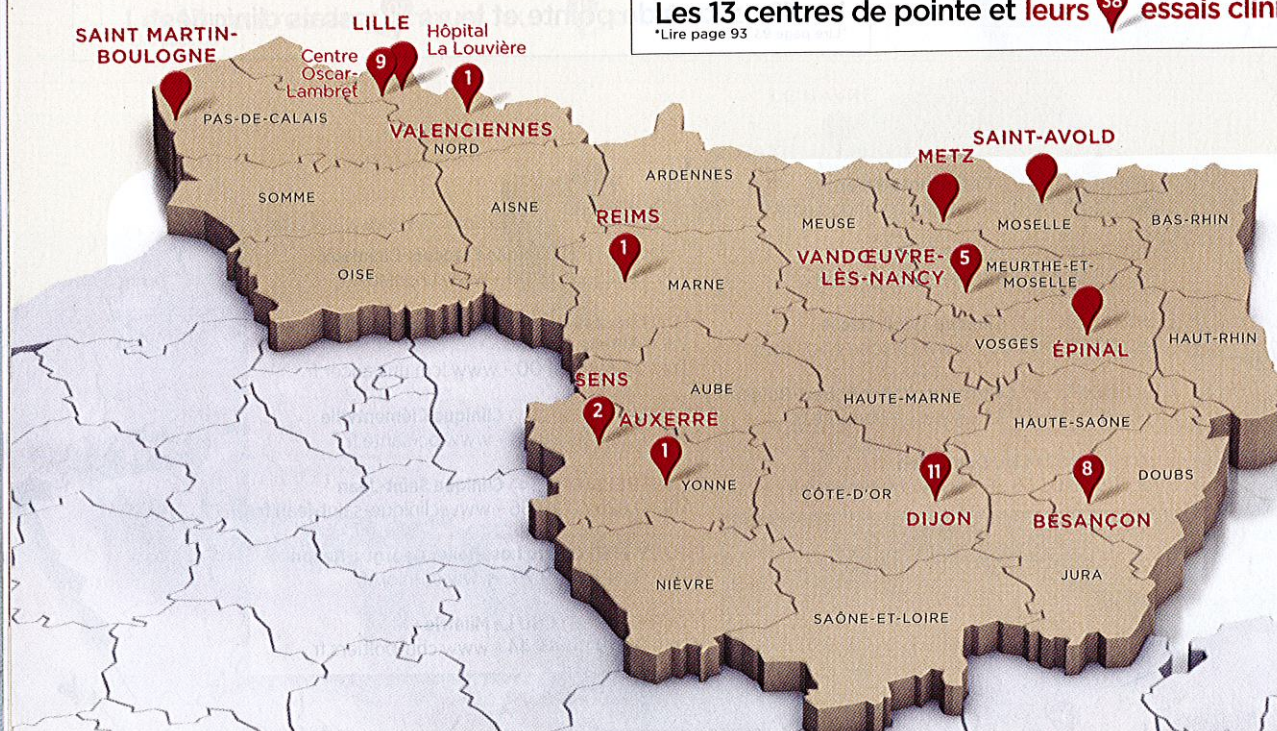 Les 13 centres de pointe et leurs 38 essais clin
*Lire page 93
SAINT MARTIN-
BOULOGNE
LILLE
Centre
Oscar-
Lambret
9
Hôpital
La Louvière
1
VALENCIENNES
PAS-DE-CALAIS
NORD
SOMME
AISNE
OISE
ARDENNES
REIMS
1
MARNE
MEUSE
METZ
SAINT-AVOLD
MOSELLE
BAS-RHIN
VANDŒUVRE-
LÈS-NANCY
5
MEURTHE-ET-
MOSELLE
VOSGES
ÉPINAL
HAUT-RHIN
SENS
2
AUXERRE
1
YONNE
AUBE
HAUTE-MARNE
HAUTE-SAÔNE
CÔTE-D'OR
11
DIJON
8
BESANÇON
DOUBS
NIÈVRE
SAÔNE-ET-LOIRE
JURA